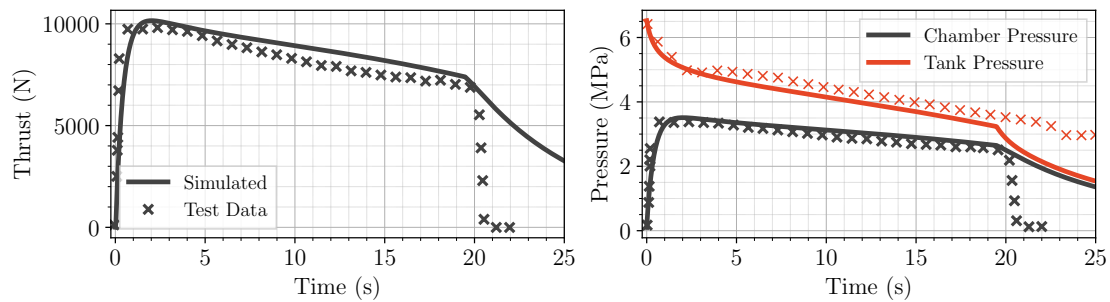 10000
5000
0
Thrust (N)
Simulated
Test Data
0 5 10 15 20 25
Time (s)
6
4
2
0
Pressure (MPa)
Chamber Pressure
Tank Pressure
0 5 10 15 20 25
Time (s)